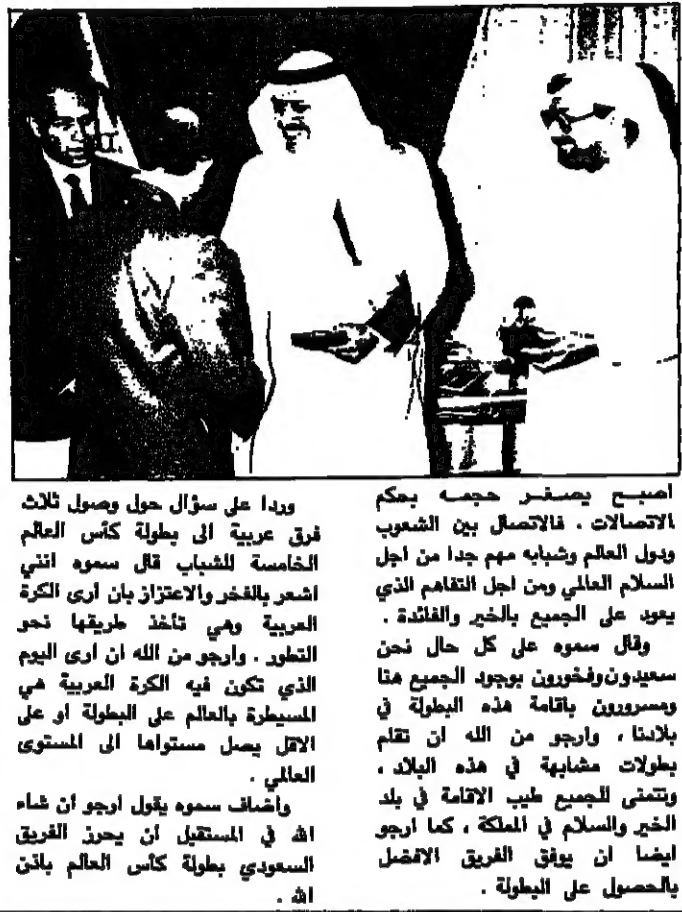 اصبح يصغر حجمه بحكم
الاتصالات . فالاتصال بين الشعوب
ودول العالم وشبابه مهم جدا من اجل
السلام العالمي ومن اجل التفاهم الذي
يعود على الجميع بالخير والفائدة .
وقال سموه على كل حال نحن
سعيدون وفخورون بوجود الجميع هنا
ومسرورون بأقامة هذه البطولة في
بلادنا ، وارجو من الله ان تقام
بطولات مشابهة في هذه البلاد ،
ونتمنى للجميع طيب الاقامة في بلد
الخير والسلام في المملكة ، كما ارجو
ايضا ان يوفق الفريق الافضل
بالحصول على البطولة .
وردا على سؤال حول وصول ثلاث
فرق عربية الى بطولة كأس العالم
الخامسة للشباب قال سموه انني
اشعر بالفخر والاعتزاز بان ارى الكرة
العربية وهي تأخذ طريقها نحو
التطور . وارجو من الله ان ارى اليوم
الذي تكون فيه الكرة العربية هي
المسيطرة بالعالم على البطولة او على
الاقل يصل مستواها الى المستوى
العالمي .
واضاف سموه يقول ارجو أن شاء
الله في المستقبل أن يحرز الفريق
السعودي بطولة كأس العالم باذن
الله .